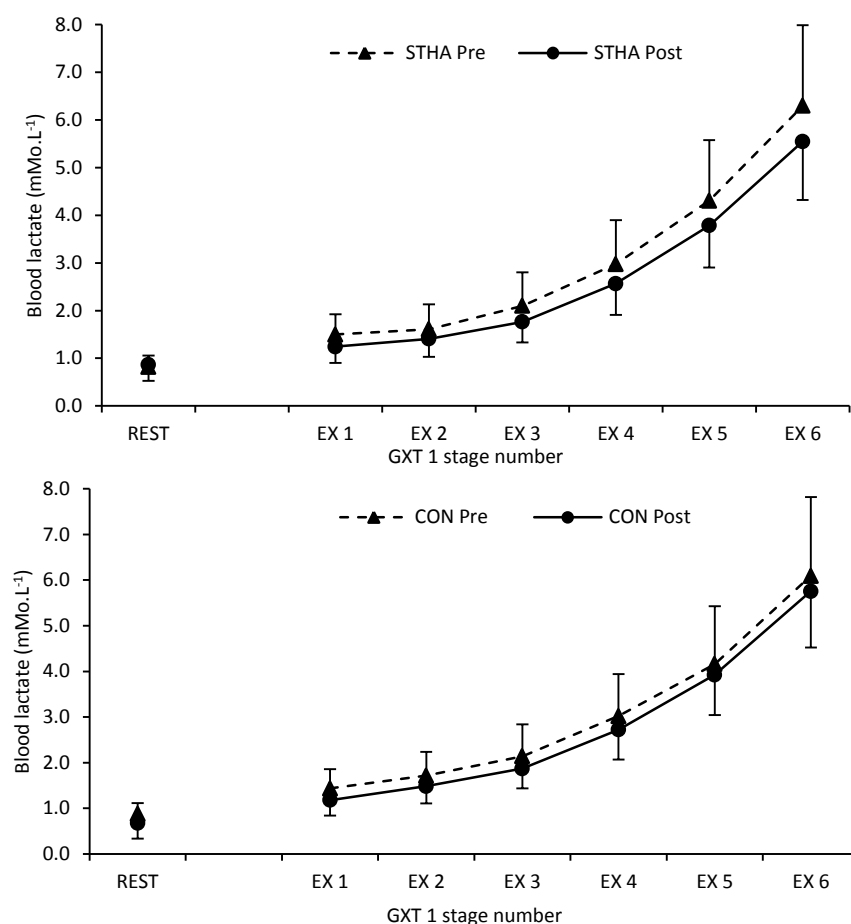 8.0
7.0
6.0
5.0
4.0
3.0
2.0
1.0
0.0
Blood lactate (mMo.L-1)
STHA Pre STHA Post
REST EX 1 EX 2 EX 3 EX 4 EX 5 EX 6
GXT 1 stage number
8.0
7.0
6.0
5.0
4.0
3.0
2.0
1.0
0.0
Blood lactate (mMo.L-1)
CON Pre CON Post
REST EX 1 EX 2 EX 3 EX 4 EX 5 EX 6
GXT 1 stage number